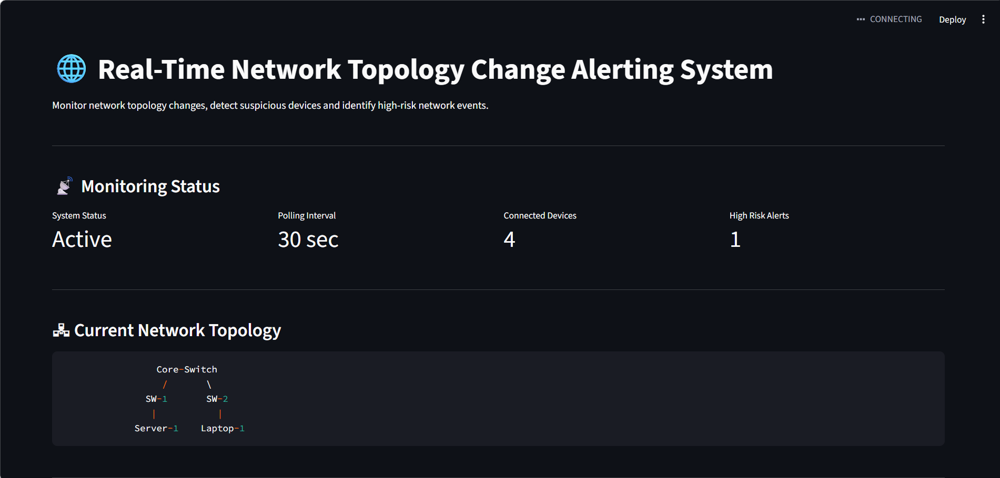 CONNECTING Deploy
Real-Time Network Topology Change Alerting System
Monitor network topology changes, detect suspicious devices and identify high-risk network events.
Monitoring Status
System Status Polling Interval Connected Devices High Risk Alerts
Active 30 sec 4 1
Current Network Topology
Core-Switch
/ \
SW-1 SW-2
| |
Server-1 Laptop-1